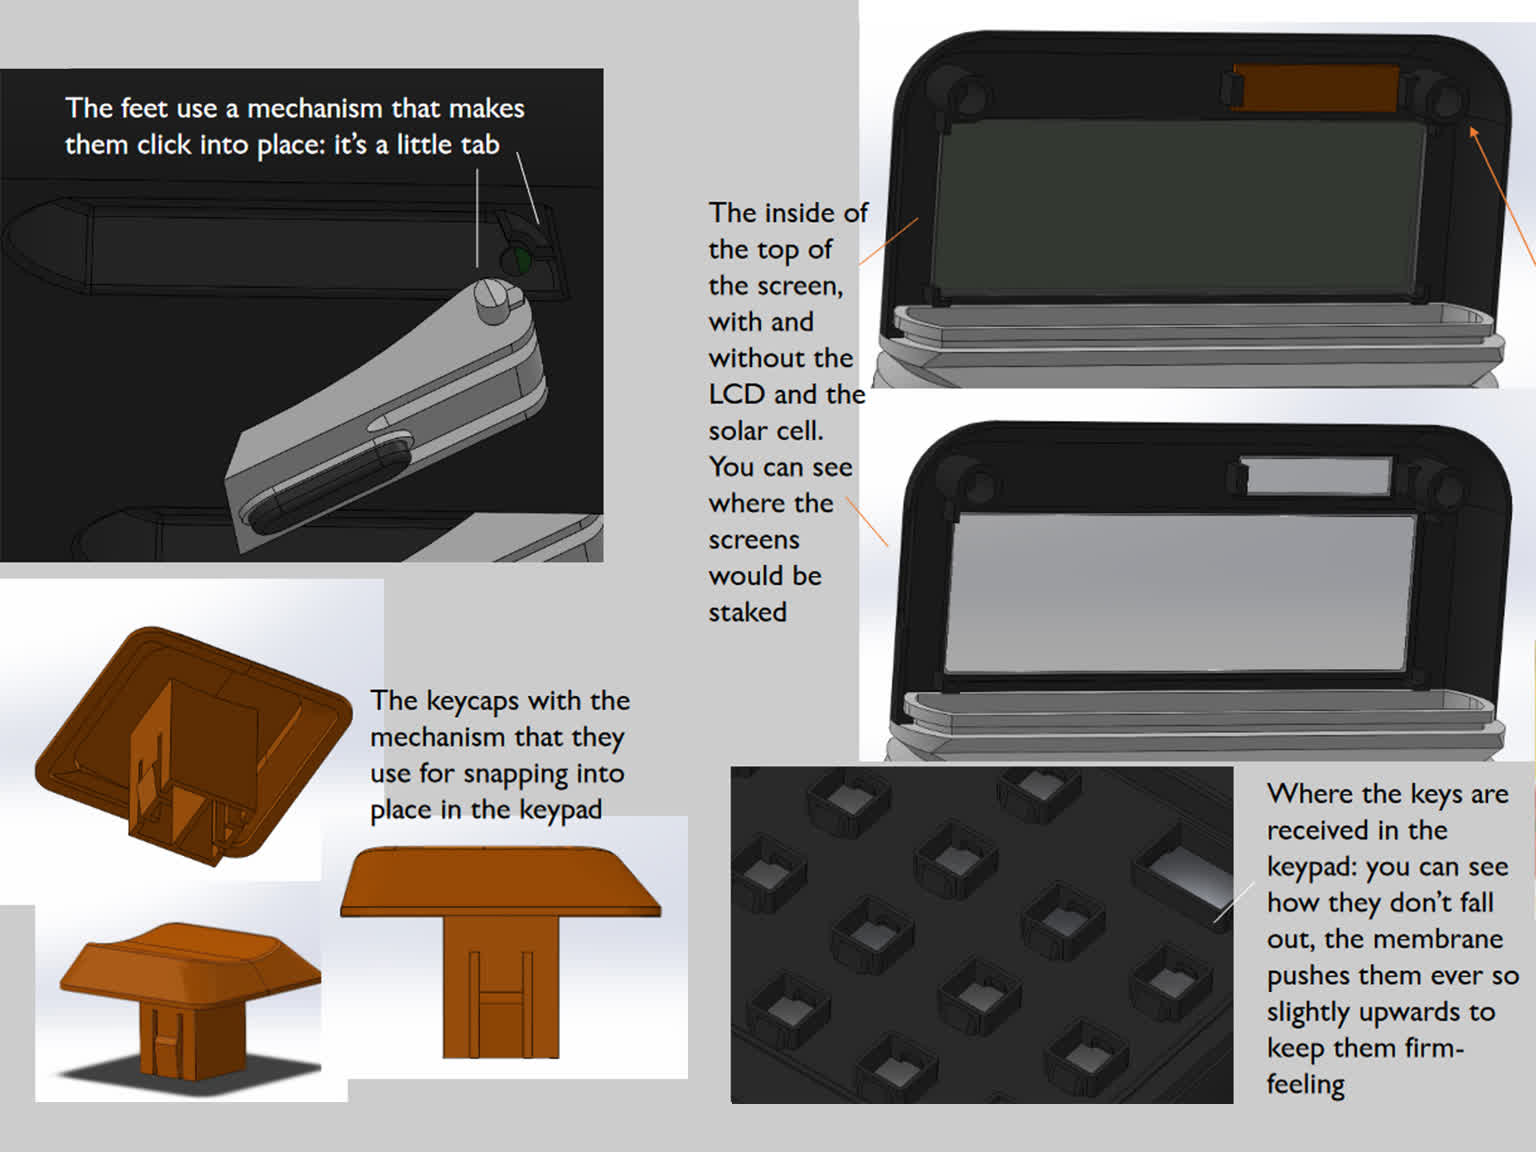 The feet use a mechanism that makes
them click into place: it's a little tab
The inside of
the top of
the screen,
with and
without the
LCD and the
solar cell.
You can see
where the
screens
would be
staked
The keycaps with the
mechanism that they
use for snapping into
place in the keypad
Where the keys are
received in the
keypad: you can see
how they don't fall
out, the membrane
pushes them ever so
slightly upwards to
keep them firm-
feeling